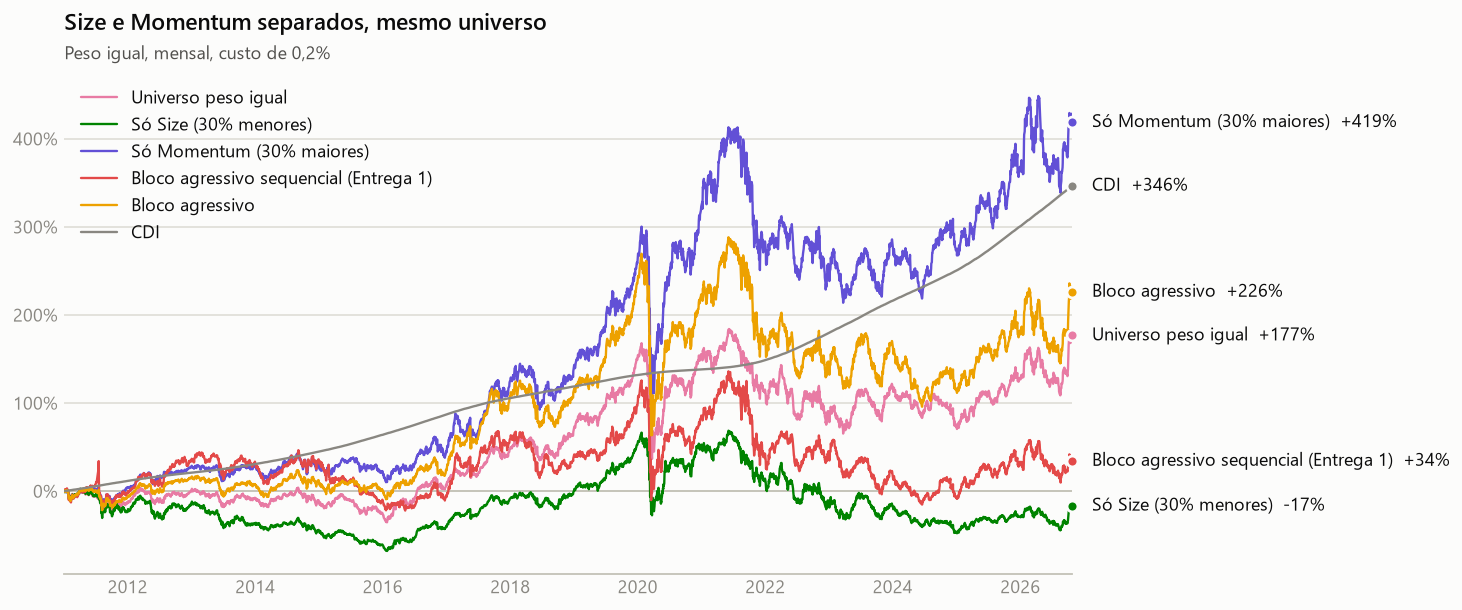 Size e Momentum separados, mesmo universo
Peso igual, mensal, custo de 0,2%
Universo peso igual
Só Size (30% menores)
Só Momentum (30% maiores)
Bloco agressivo sequencial (Entrega 1)
Bloco agressivo
CDI
400%
300%
200%
100%
0%
Só Momentum (30% maiores) +419%
CDI +346%
Bloco agressivo +226%
Universo peso igual +177%
Bloco agressivo sequencial (Entrega 1) +34%
Só Size (30% menores) -17%
2012 2014 2016 2018 2020 2022 2024 2026